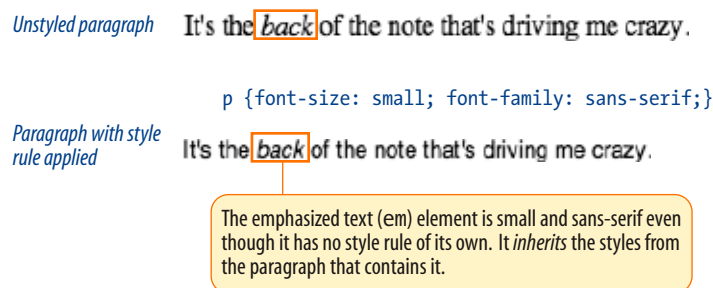 Unstyled paragraph
It's the back of the note that's driving me crazy.
p {font-size: small; font-family: sans-serif;}
Paragraph with style
rule applied
It's the back of the note that's driving me crazy.
The emphasized text (em) element is small and sans-serif even
though it has no style rule of its own. It inherits the styles from
the paragraph that contains it.